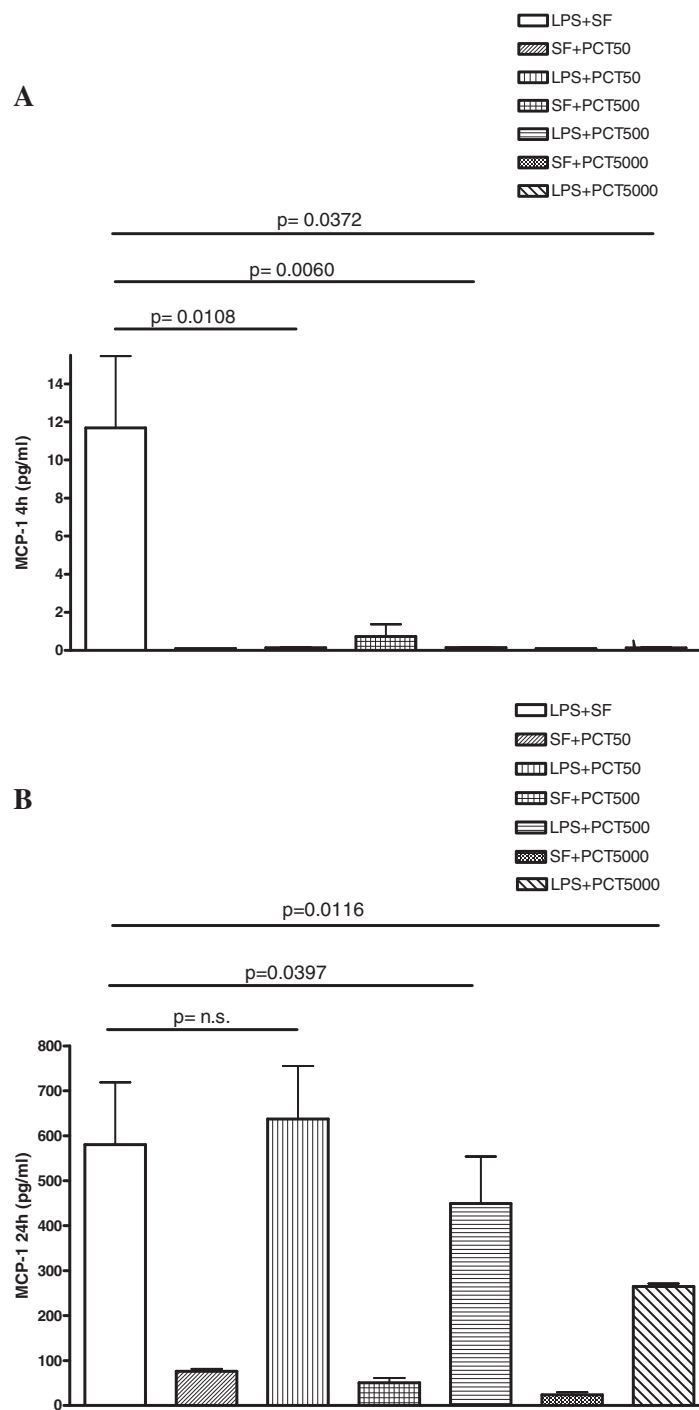 LPS+SF
SF+PCT50
LPS+PCT50
SF+PCT500
LPS+PCT500
SF+PCT5000
LPS+PCT5000
A
p= 0.0372
p= 0.0060
p= 0.0108
14
12
10
8
6
4
2
0
MCP-1 4h (pg/ml)
LPS+SF
SF+PCT50
LPS+PCT50
SF+PCT500
LPS+PCT500
SF+PCT5000
LPS+PCT5000
B
p=0.0116
p=0.0397
p= n.s.
800
700
600
500
400
300
200
100
0
MCP-1 24h (pg/ml)